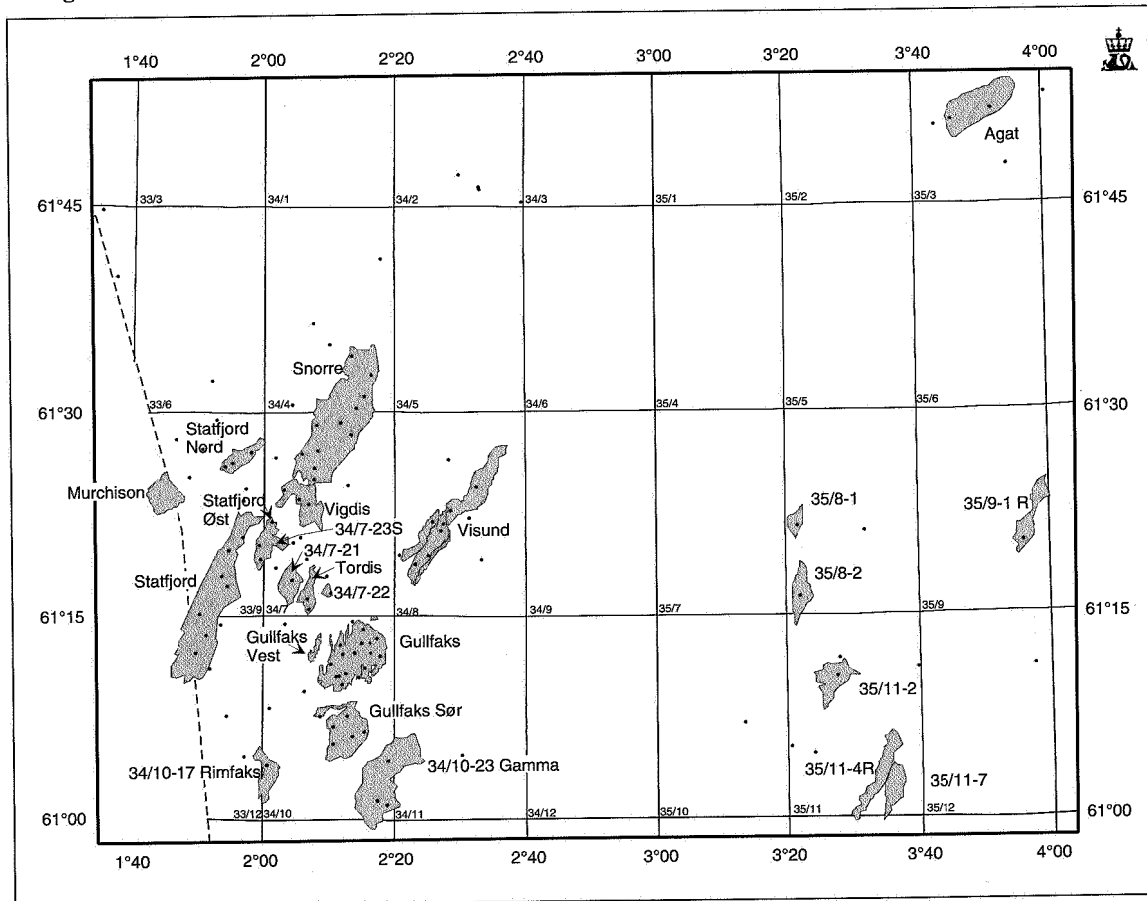 1°40 2°00 2°20 2°40 3°00 3°20 3°40 4°00
Agat
61°45 33/3 34/1 34/2 34/3 35/1 35/2 35/3 61°45
Snorre
61°30 33/6 34/4 34/5 34/6 35/4 35/5 35/6 61°30
Statfjord
Nord
Murchison
Statfjord
Øst
Vigdis
34/7-23S
34/7-21
Tordis
34/7-22
Visund
35/8-1
35/9-1 R
35/8-2
Statfjord
61°15 33/9 34/7 34/8 34/9 35/7 35/9 61°15
Gullfaks
Vest
Gullfaks
35/11-2
Gullfaks Sør
34/10-17 Rimfaks
34/10-23 Gamma
35/11-4R
35/11-7
61°00 33/12 34/10 34/11 34/12 35/10 35/11 35/12 61°00
1°40 2°00 2°20 2°40 3°00 3°20 3°40 4°00